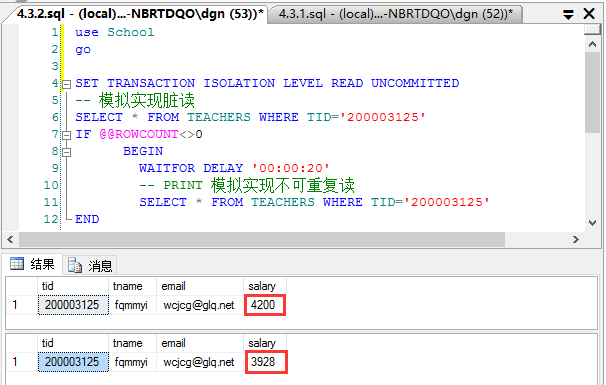 4.3.2.sql - (local)...-NBRTDQO\dgn (53))*
4.3.1.sql - (local)...-NBRTDQO\dgn (52))*
1 use School
2 go
3
4 SET TRANSACTION ISOLATION LEVEL READ UNCOMMITTED
5 -- 模拟实现脏读
6 SELECT * FROM TEACHERS WHERE TID='200003125'
7 IF @@ROWCOUNT<>0
8 BEGIN
9 WAITFOR DELAY '00:00:20'
10 -- PRINT 模拟实现不可重复读
11 SELECT * FROM TEACHERS WHERE TID='200003125'
12 END
结果 消息
tid tname email salary
1 200003125 fqmmyi wcjcg@glq.net 4200
tid tname email salary
1 200003125 fqmmyi wcjcg@glq.net 3928